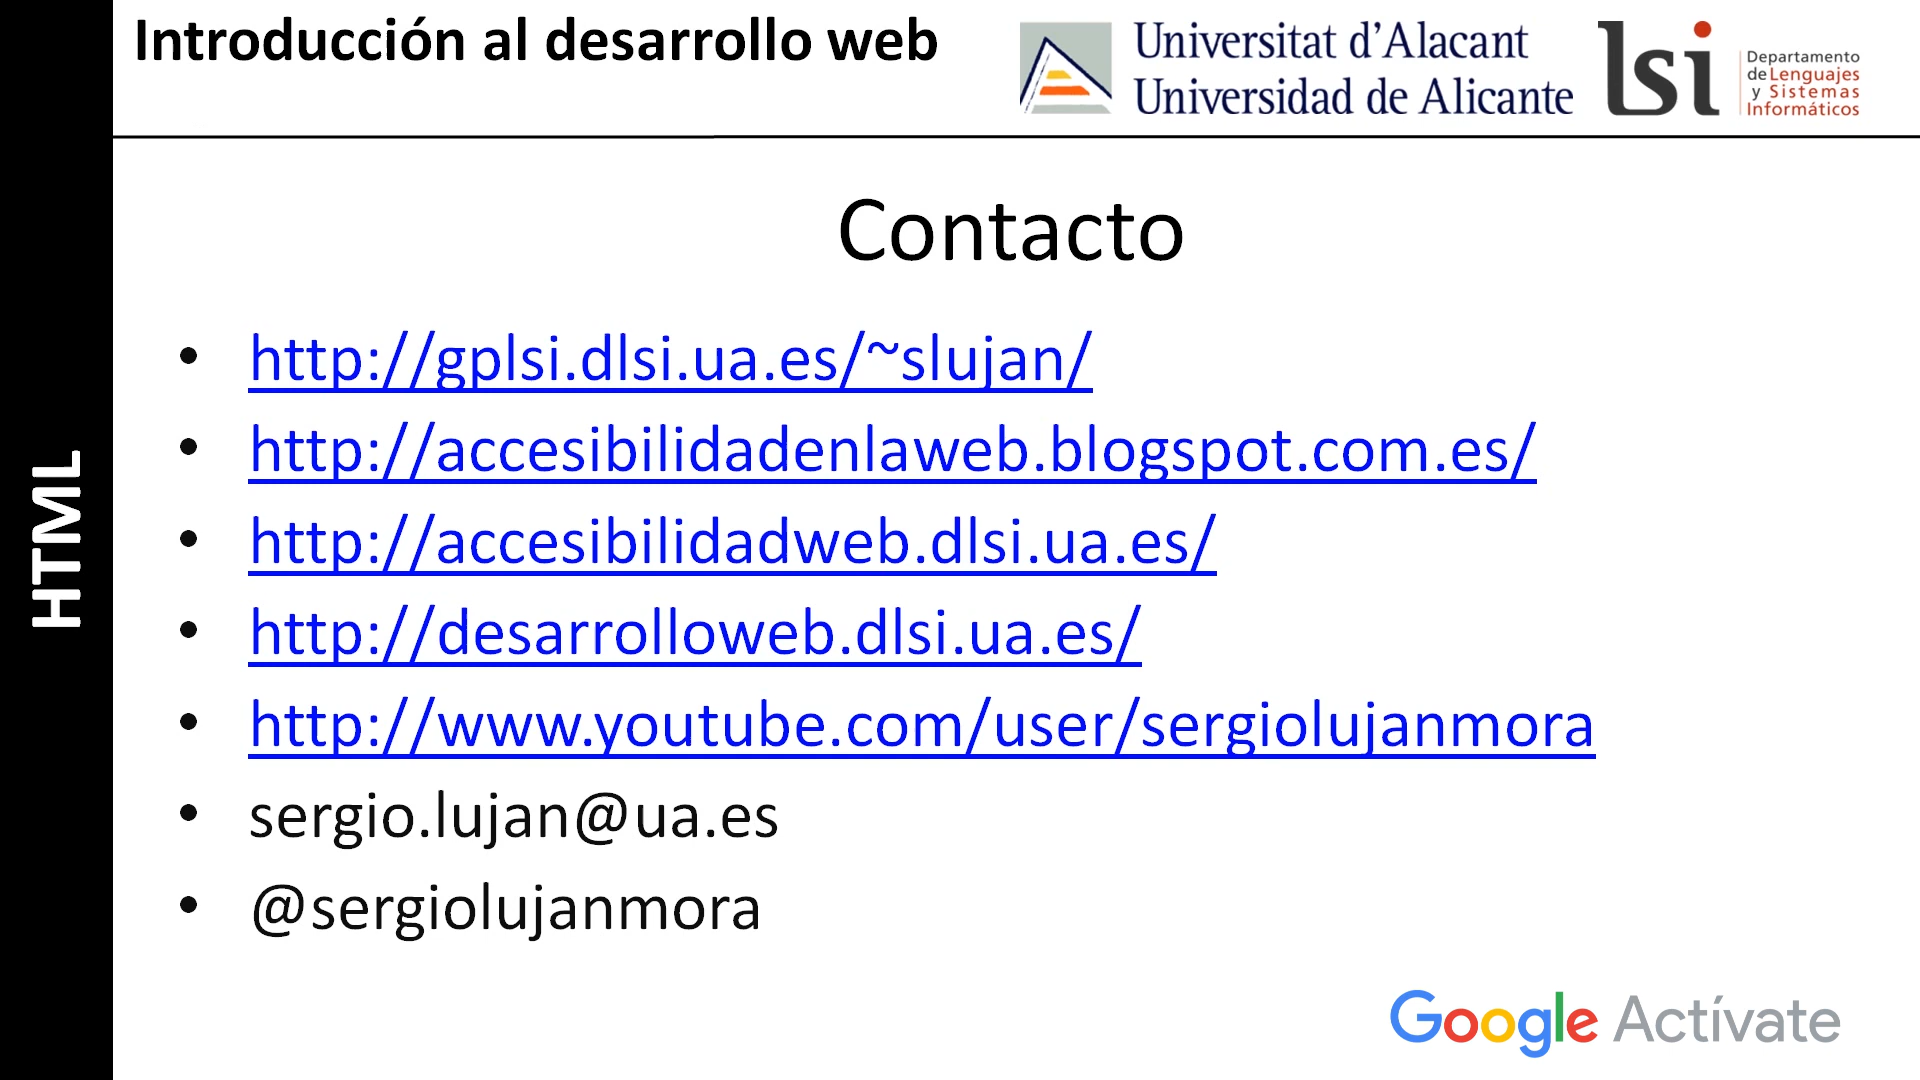 Introducción al desarrollo web
Universitat d'Alacant
Universidad de Alicante
lsi
Departamento
de Lenguajes
y Sistemas
Informáticos
HTML
Contacto
• http://gplsi.dlsi.ua.es/~slujan/
• http://accesibilidadenlaweb.blogspot.com.es/
• http://accesibilidadweb.dlsi.ua.es/
• http://desarrolloweb.dlsi.ua.es/
• http://www.youtube.com/user/sergiolujanmora
• sergio.lujan@ua.es
• @sergiolujanmora
Google Actívate